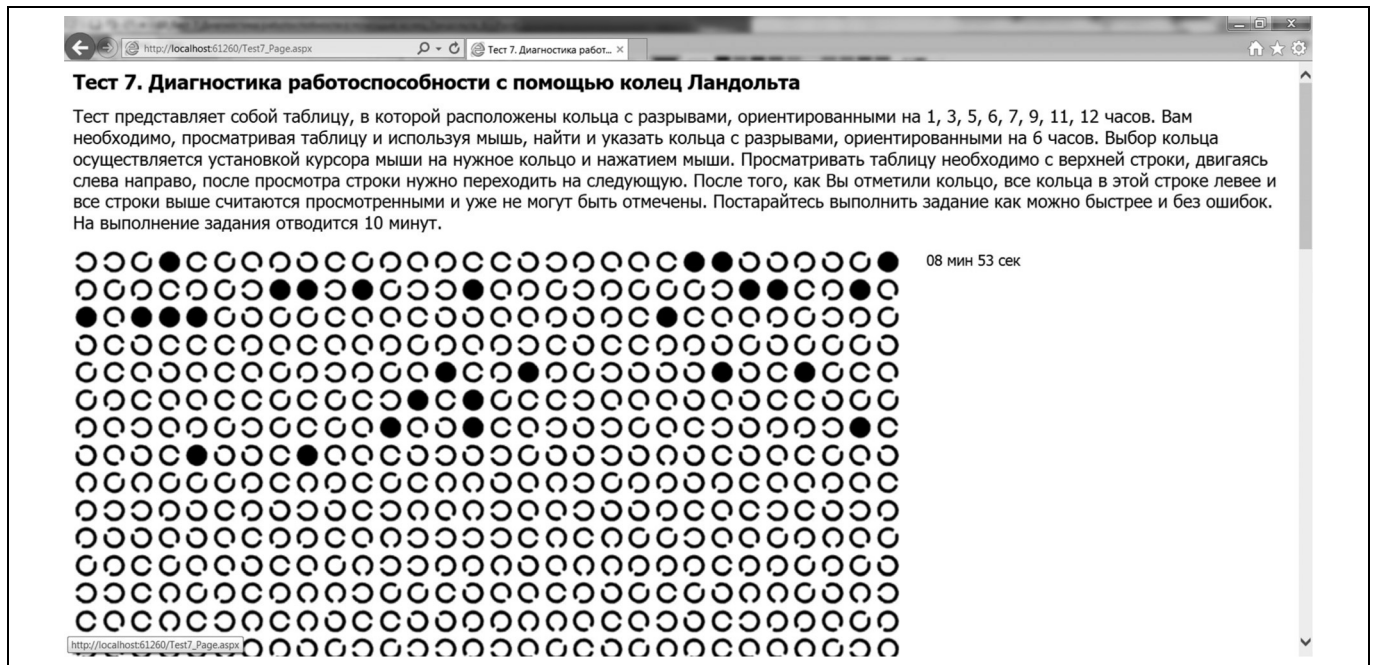 http://localhost:61260/Test7_Page.aspx
Тест 7. Диагностика работ...
Тест 7. Диагностика работоспособности с помощью колец Ландольта
Тест представляет собой таблицу, в которой расположены кольца с разрывами, ориентированными на 1, 3, 5, 6, 7, 9, 11, 12 часов. Вам
необходимо, просматривая таблицу и используя мышь, найти и указать кольца с разрывами, ориентированными на 6 часов. Выбор кольца
осуществляется установкой курсора мыши на нужное кольцо и нажатием мыши. Просматривать таблицу необходимо с верхней строки, двигаясь
слева направо, после просмотра строки нужно переходить на следующую. После того, как Вы отметили кольцо, все кольца в этой строке левее и
все строки выше считаются просмотренными и уже не могут быть отмечены. Постарайтесь выполнить задание как можно быстрее и без ошибок.
На выполнение задания отводится 10 минут.
08 мин 53 сек
http://localhost:61260/Test7_Page.aspx